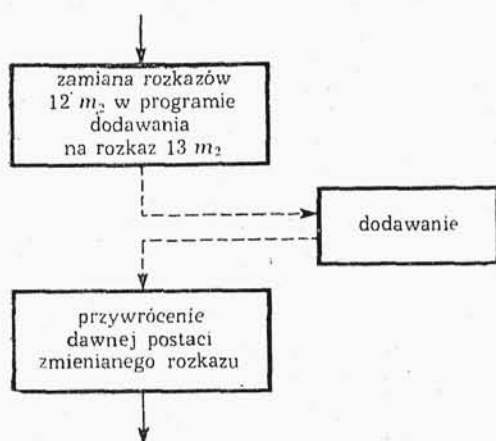 zamiana rozkazów
12 m₂ w programie
dodawania
na rozkaz 13 m₂
dodawanie
przywrócenie
dawnej postaci
zmienianego rozkazu